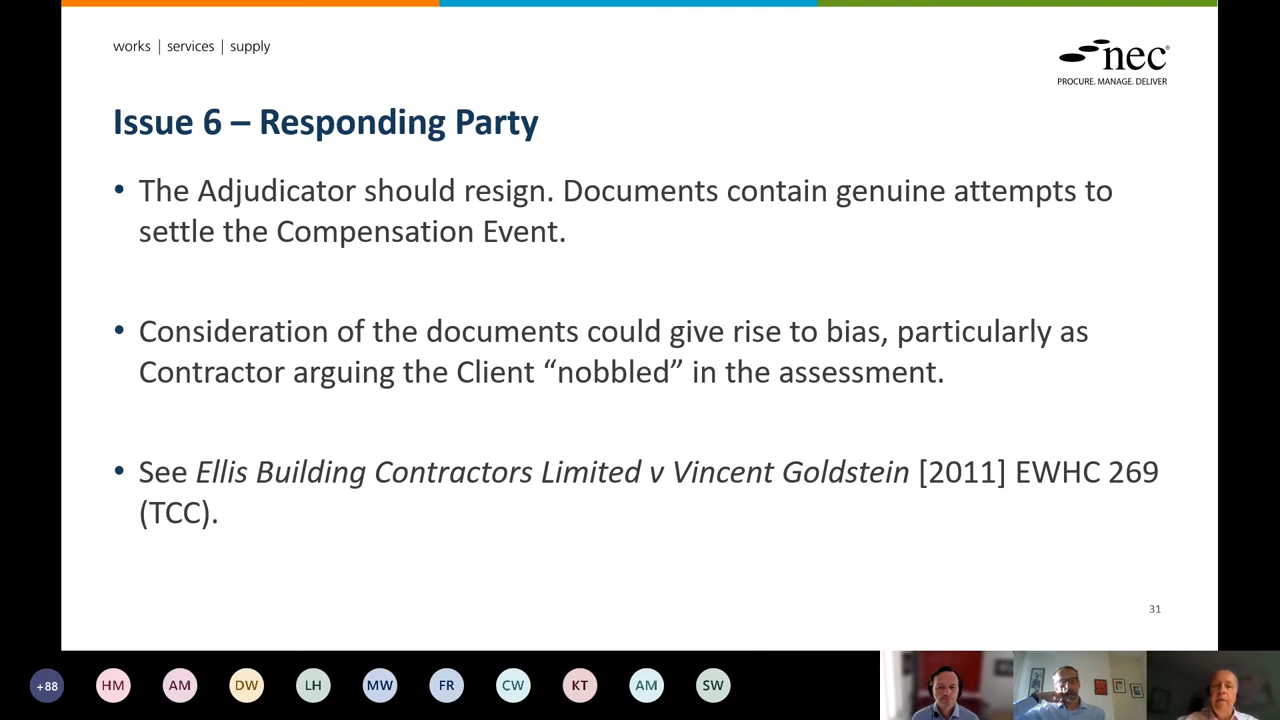 works | services | supply
nec®
PROCURE. MANAGE. DELIVER
Issue 6 – Responding Party
• The Adjudicator should resign. Documents contain genuine attempts to
settle the Compensation Event.
• Consideration of the documents could give rise to bias, particularly as
Contractor arguing the Client “nobbled” in the assessment.
• See Ellis Building Contractors Limited v Vincent Goldstein [2011] EWHC 269
(TCC).
31
+88 HM AM DW LH MW FR CW KT AM SW